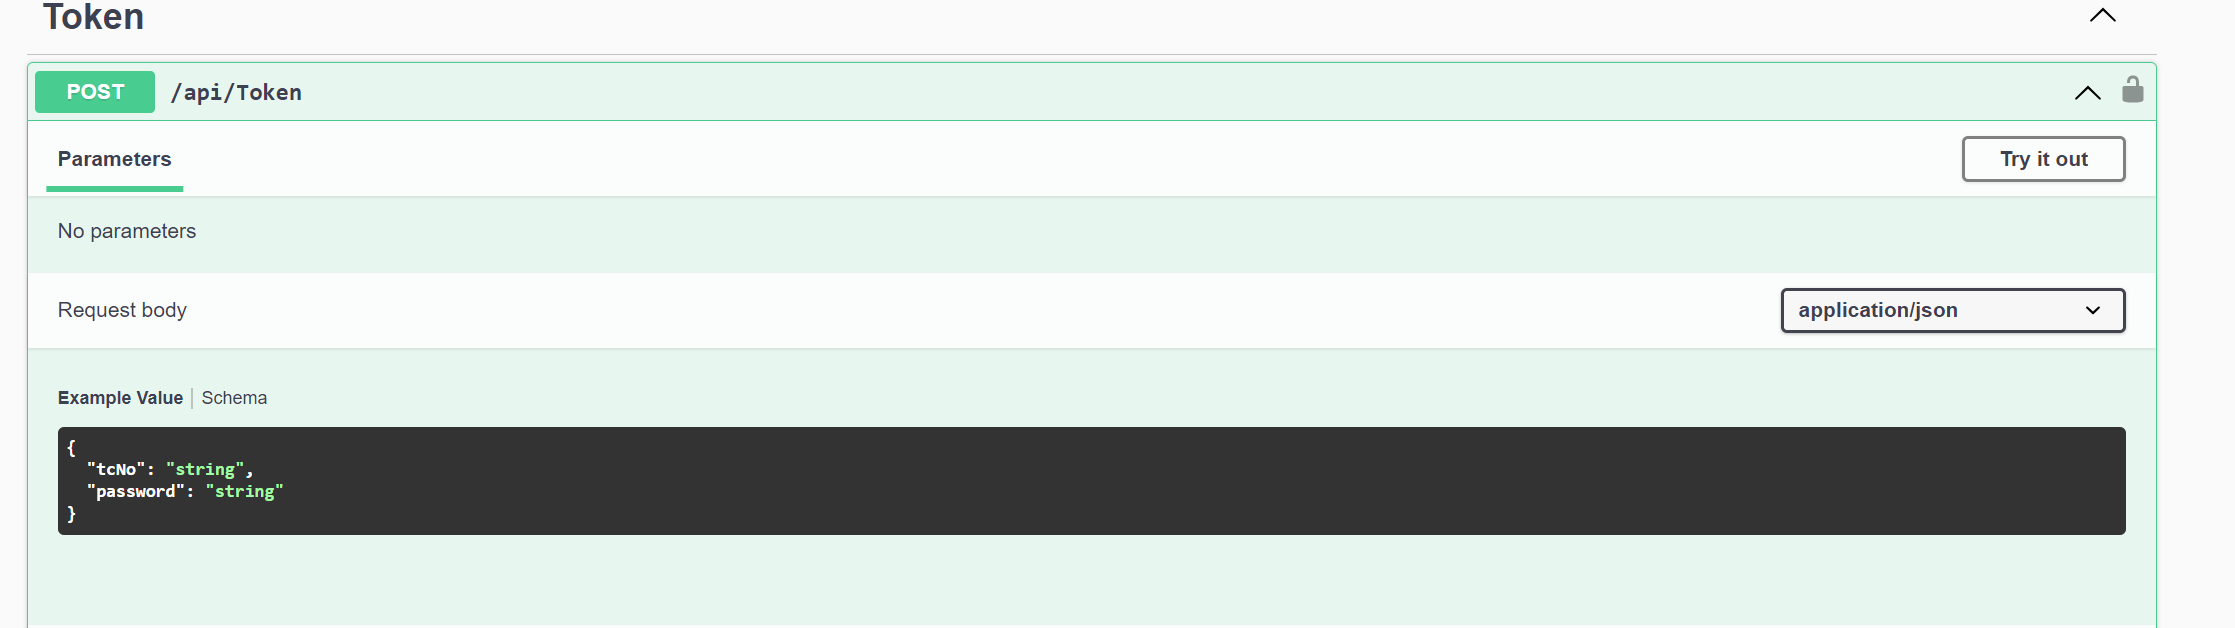 Token
POST /api/Token
Parameters
Try it out
No parameters
Request body
application/json
Example Value | Schema
{
  "tcNo": "string",
  "password": "string"
}